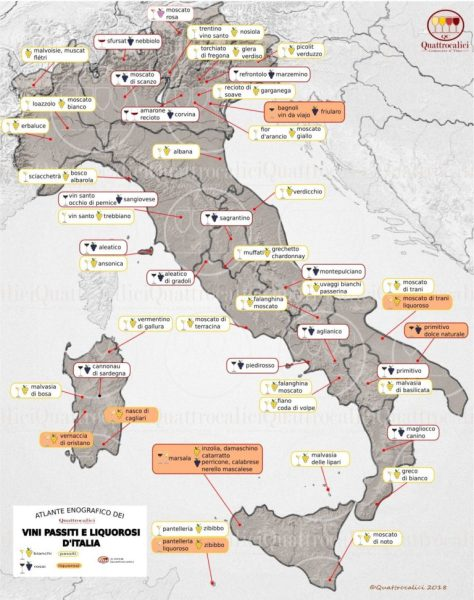 moscato
rosa
Quattrocalici
sfursat nebbiolo
trentino
vino santo nosiola
malvoisie, muscat
flétri
torchiato
di fregona glera
verdiso
picolit
verduzzo
moscato
di scanzo
refrontolo marzemino
loazzolo moscato
bianco
recioto di
soave garganega
amarone
recioto corvina
bagnoli
vin da viajo friularo
erbaluce
fior
d'arancio moscato
giallo
albana
sciacchetrà bosco
albarola
verdicchio
vin santo
occhio di pernice sangiovese
vin santo trebbiano
sagrantino
muffati grechetto
chardonnay
aleatico
ansonica
aleatico
di gradoli
montepulciano
uvaggi bianchi
passerina
moscato
di trani
falanghina
moscato
moscato di trani
liquoroso
vermentino
di gallura
moscato di
terracina
aglianico
primitivo
dolce naturale
cannonau
di sardegna
piedirosso
primitivo
malvasia
di bosa
falanghina
moscato
malvasia
di basilicata
nasco di
cagliari
fiano
coda di volpe
vernaccia
di oristano
magliocco
canino
marsala inzolia, damaschino
catarratto
perricone, calabrese
nerello mascalese
malvasia
delle lipari
greco
di bianco
ATLANTE ENOGRAFICO DEI
Quattrocalici
VINI PASSITI E LIQUOROSI
D'ITALIA
bianchi passiti
rossi liquorosi
pantelleria zibibbo
pantelleria
liquoroso zibibbo
moscato
di noto
©Quattrocalici 2018